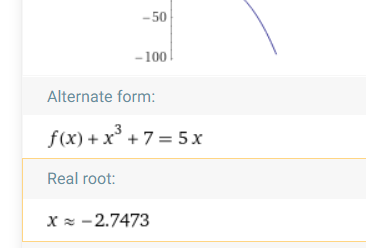 -50
-100
Alternate form:
f(x) + x³ + 7 = 5 x
Real root:
x ≈ -2.7473